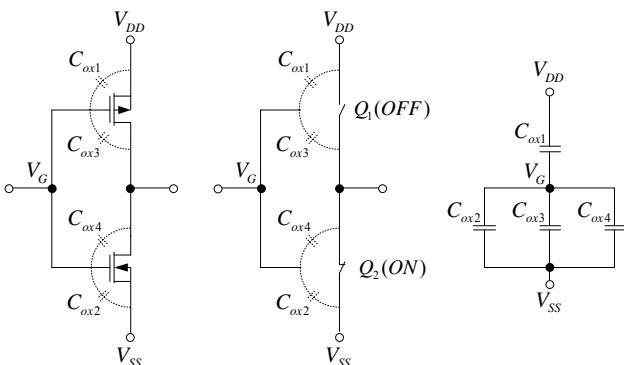 V_DD
C_ox1
C_ox3
V_G
C_ox4
C_ox2
V_SS
V_DD
C_ox1
Q_1(OFF)
C_ox3
V_G
C_ox4
Q_2(ON)
C_ox2
V_SS
V_DD
C_ox1
V_G
C_ox2 C_ox3 C_ox4
V_SS